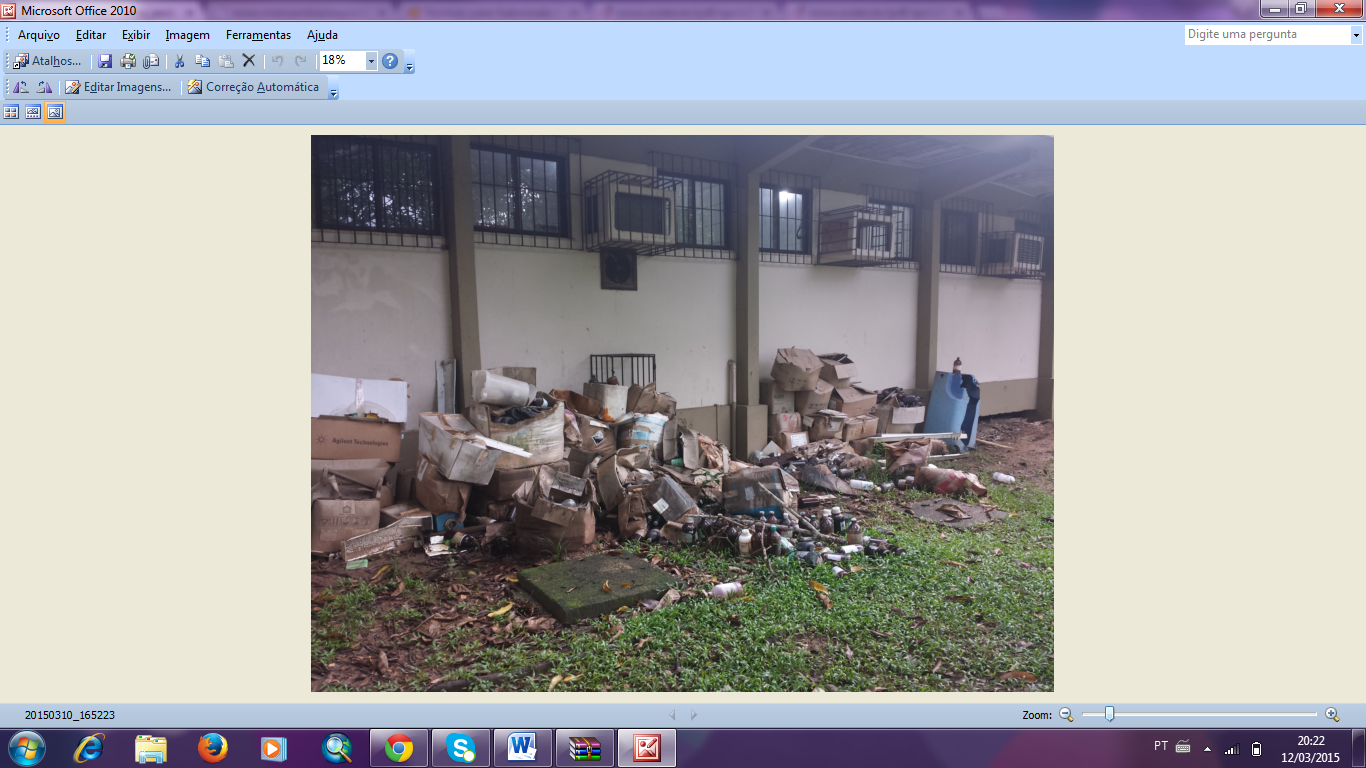 Microsoft Office 2010
Arquivo Editar Exibir Imagem Ferramentas Ajuda
Digite uma pergunta
Atalhos... 18%
Editar Imagens... Correção Automática
Agilent Technologies
20150310_165223
Zoom:
PT
20:22
12/03/2015